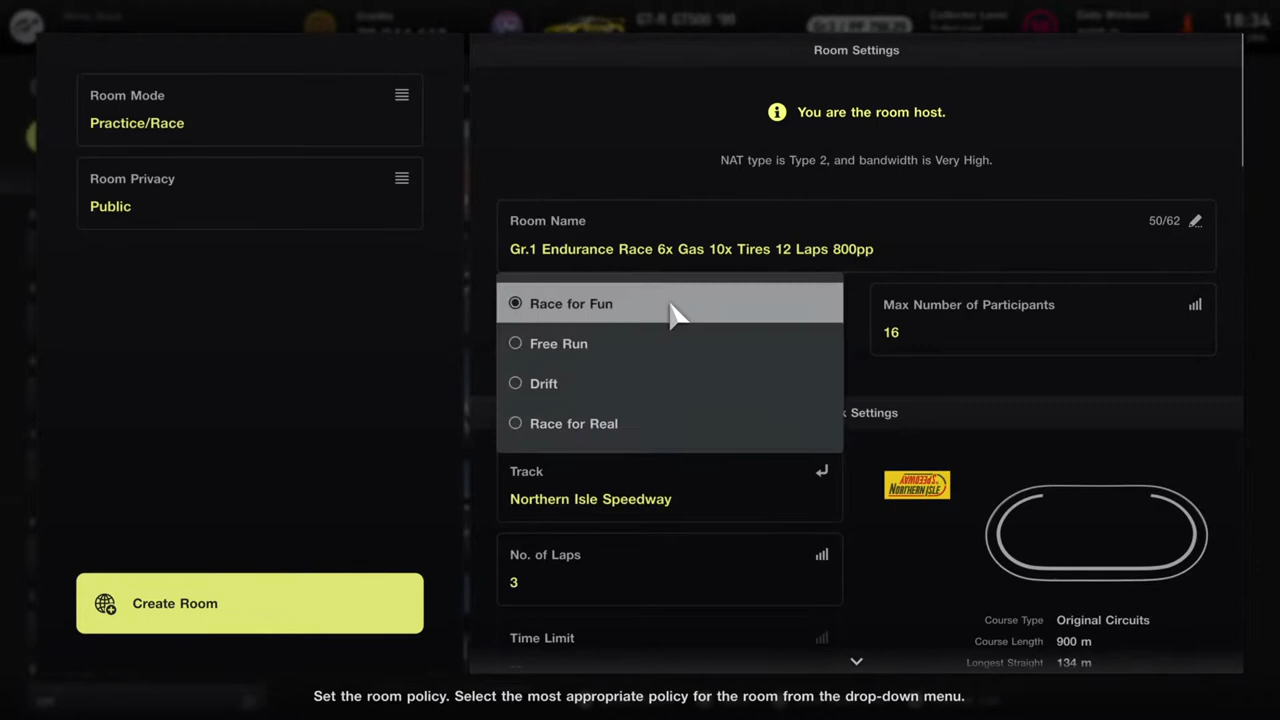 GT-R GT500 '99
18:34
Room Mode
Practice/Race
Room Privacy
Public
Create Room
Room Settings
You are the room host.
NAT type is Type 2, and bandwidth is Very High.
Room Name
50/62
Gr.1 Endurance Race 6x Gas 10x Tires 12 Laps 800pp
Race for Fun
Free Run
Drift
Race for Real
Max Number of Participants
16
k Settings
Track
Northern Isle Speedway
NORTHERN ISLE
SPEEDWAY
No. of Laps
3
Time Limit
Course Type Original Circuits
Course Length 900 m
Longest Straight 134 m
Set the room policy. Select the most appropriate policy for the room from the drop-down menu.